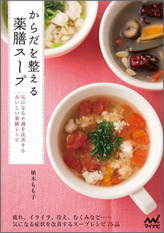 からだを整える
薬膳スープ
気になる不調を改善する
おいしい薬膳レシピ
植木もも子
疲れ、イライラ、冷え、むくみなど……
気になる症状を改善するスープレシピ75品
マイナビ